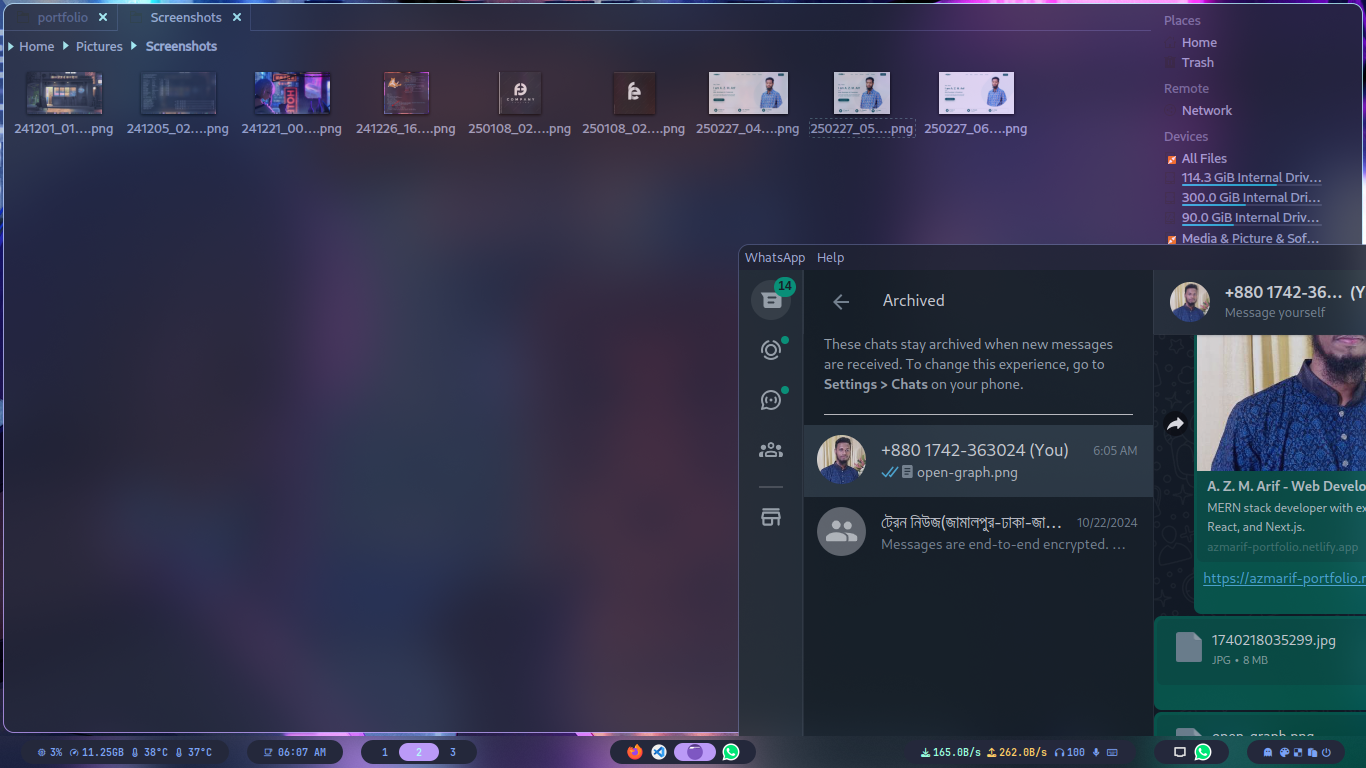 portfolio
Screenshots
Home Pictures Screenshots
241201_01....png
241205_02....png
241221_00....png
241226_16....png
250108_02....png
250108_02....png
250227_04....png
250227_05....png
250227_06....png
Places
Home
Trash
Remote
Network
Devices
All Files
114.3 GiB Internal Driv...
300.0 GiB Internal Dri...
90.0 GiB Internal Driv...
Media & Picture & Sof...
WhatsApp Help
14
Archived
These chats stay archived when new messages
are received. To change this experience, go to
Settings > Chats on your phone.
+880 1742-363024 (You) 6:05 AM
open-graph.png
ট্রেন নিউজ(জামালপুর-ঢাকা-জা... 10/22/2024
Messages are end-to-end encrypted. ...
+880 1742-36... (Y
Message yourself
A. Z. M. Arif - Web Develo
MERN stack developer with ex
React, and Next.js.
azmarif-portfolio.netlify.app
https://azmarif-portfolio.n
1740218035299.jpg
JPG • 8 MB
open-graph.png
3% 11.25GB 38°C 37°C
06:07 AM
1 2 3
165.0B/s 262.0B/s 100